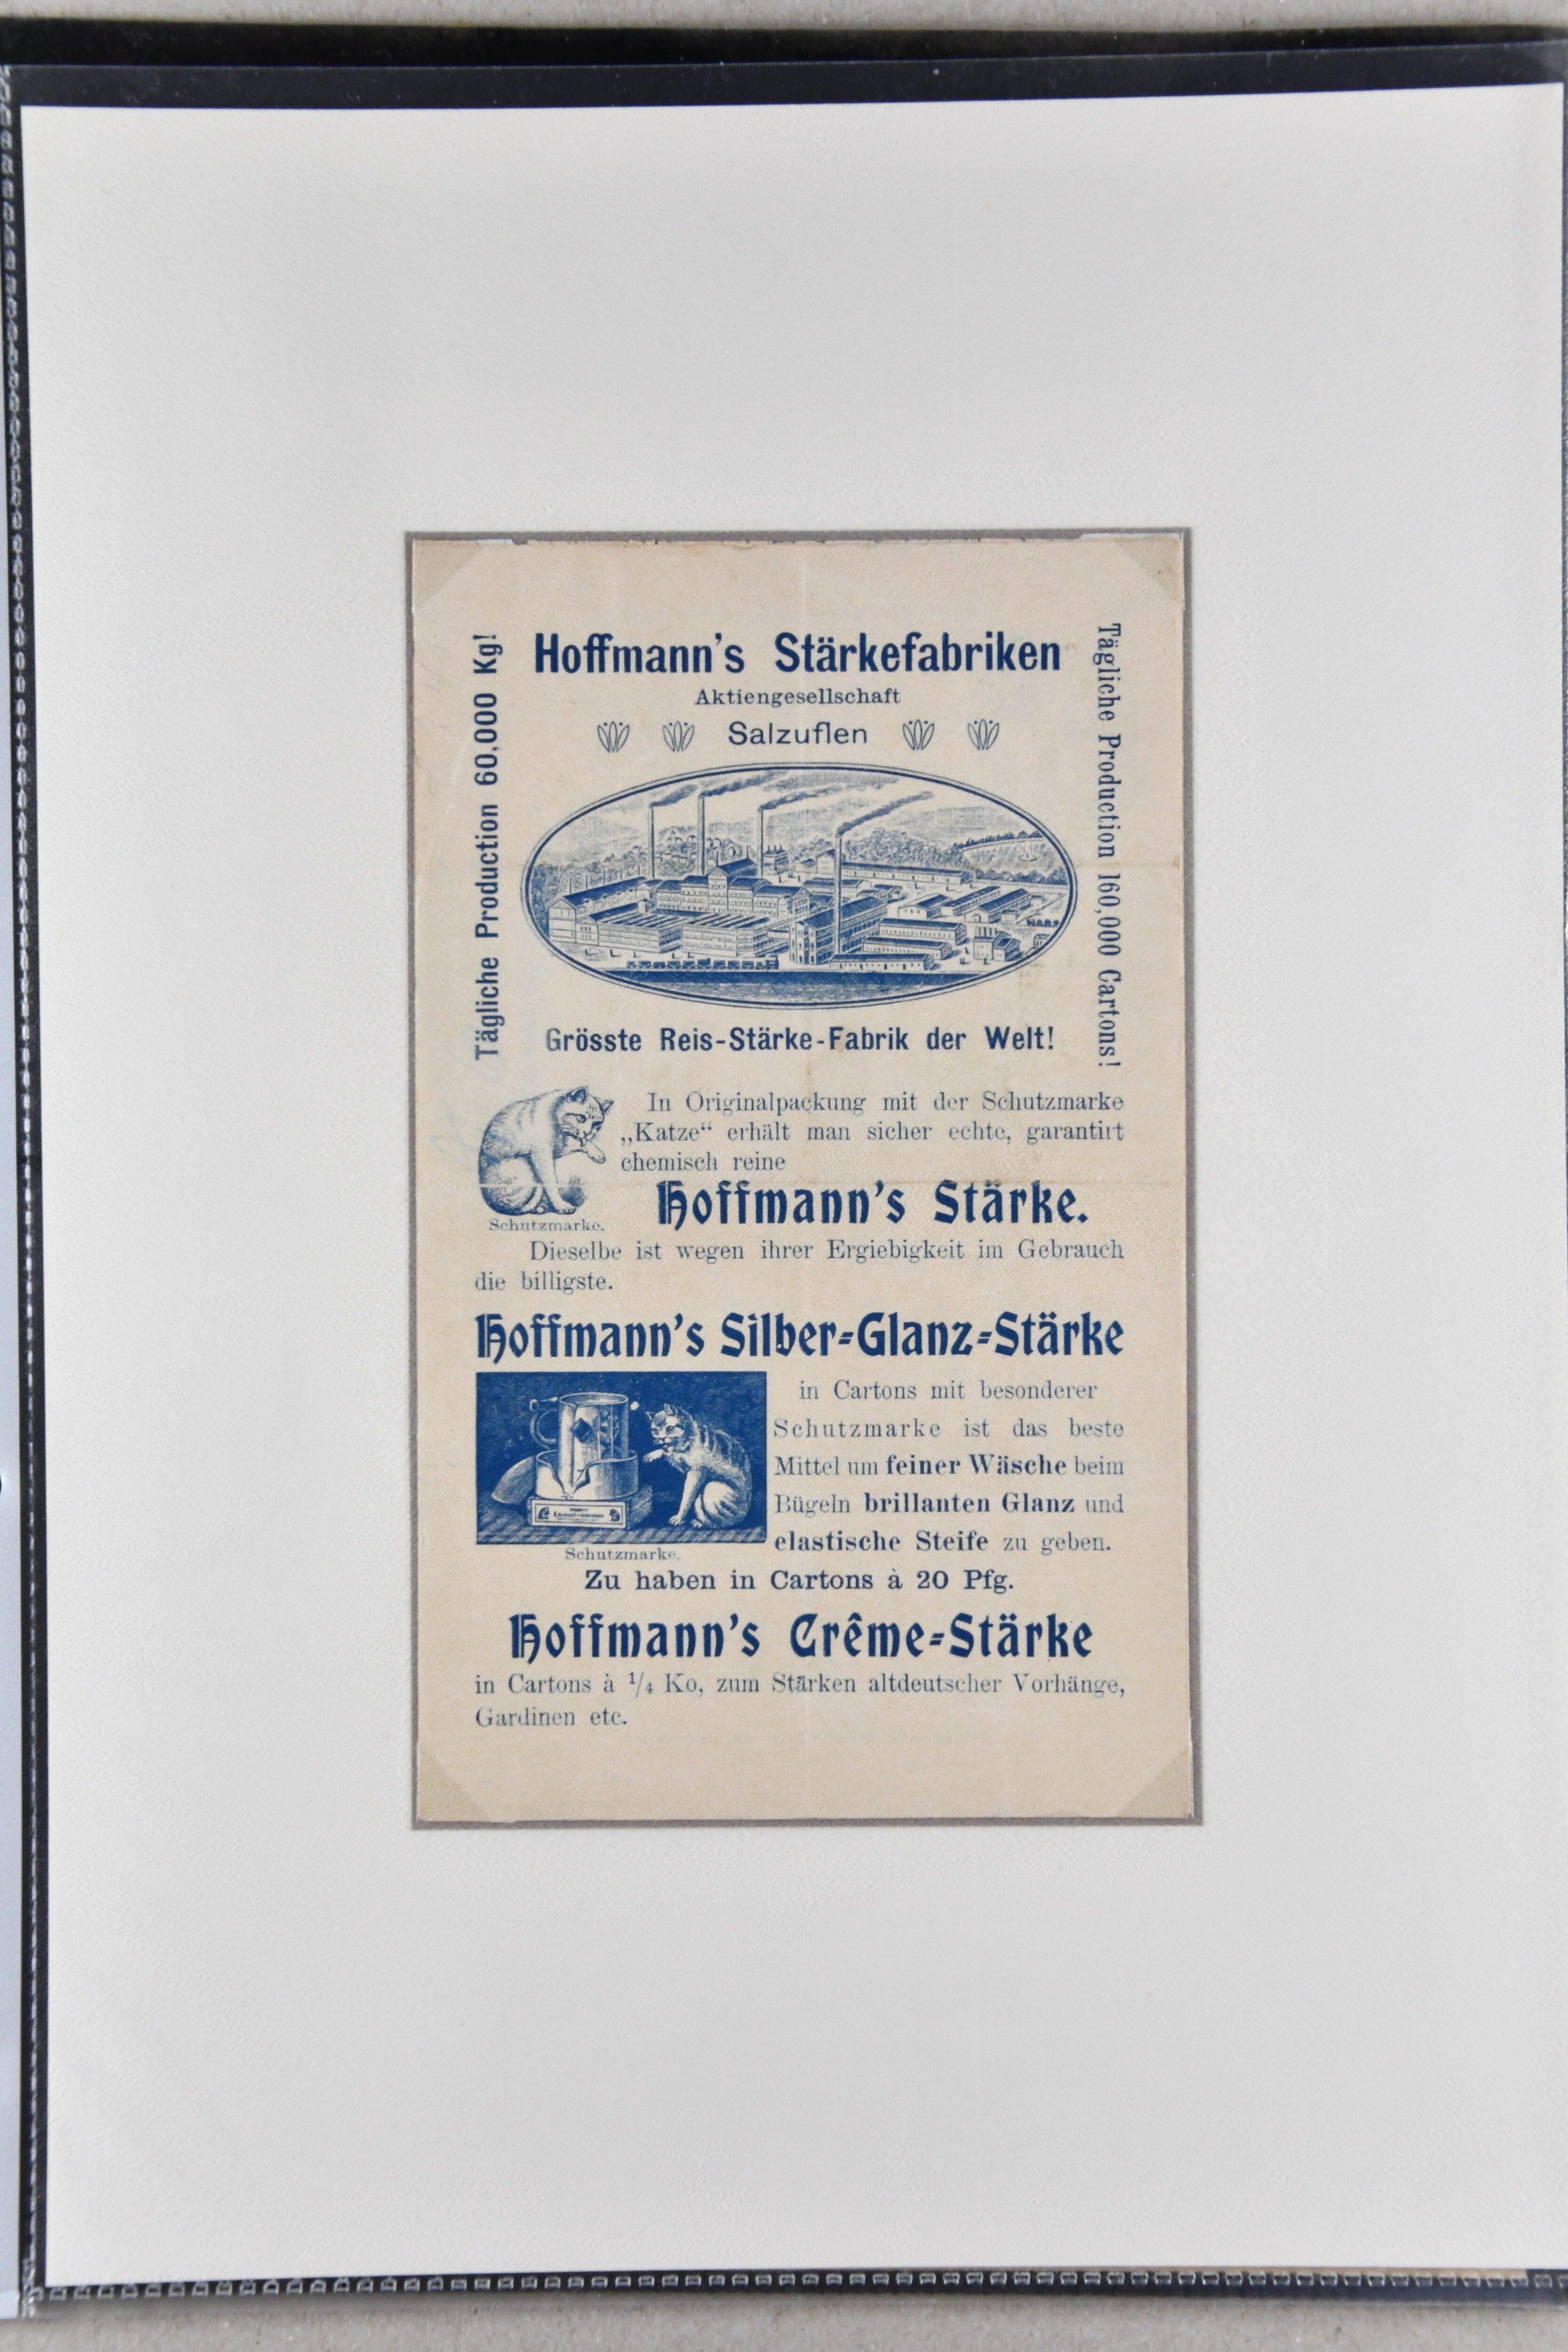 Hoffmann's Stärkefabriken
Aktiengesellschaft
Salzuflen
Tägliche Production 60,000 Kg!
Tägliche Production 160,000 Cartons!
Grösste Reis-Stärke-Fabrik der Welt!
In Originalpackung mit der Schutzmarke
„Katze“ erhält man sicher echte, garantirt
chemisch reine
Hoffmann's Stärke.
Schutzmarke.
Dieselbe ist wegen ihrer Ergiebigkeit im Gebrauch
die billigste.
Hoffmann's Silber-Glanz-Stärke
in Cartons mit besonderer
Schutzmarke ist das beste
Mittel um feiner Wäsche beim
Bügeln brillanten Glanz und
elastische Steife zu geben.
Schutzmarke.
Zu haben in Cartons à 20 Pfg.
Hoffmann's Crême-Stärke
in Cartons à 1/4 Ko, zum Stärken altdeutscher Vorhänge,
Gardinen etc.